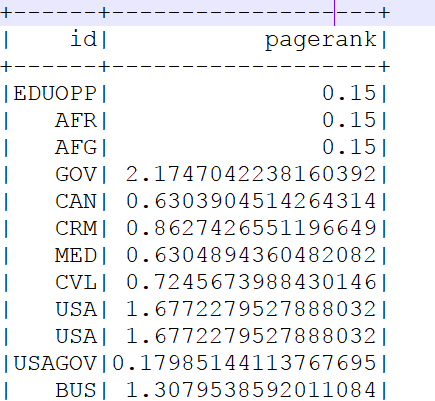 +------+-------------------+
|    id|           pagerank|
+------+-------------------+
|EDUOPP|               0.15|
|   AFR|               0.15|
|   AFG|               0.15|
|   GOV| 2.1747042238160392|
|   CAN| 0.6303904514264314|
|   CRM| 0.8627426551196649|
|   MED| 0.6304894360482082|
|   CVL| 0.7245673988430146|
|   USA| 1.6772279527888032|
|   USA| 1.6772279527888032|
|USAGOV|0.17985144113767695|
|   BUS| 1.3079538592011084|